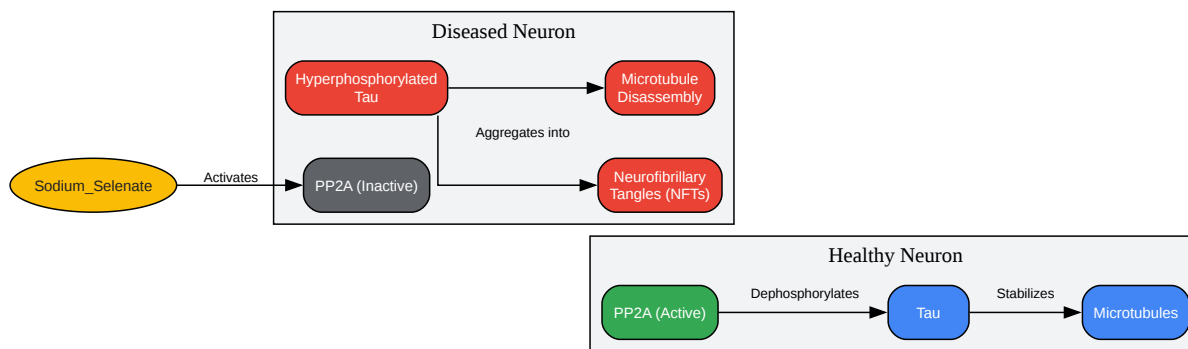 Diseased Neuron
Hyperphosphorylated
Tau
Microtubule
Disassembly
Aggregates into
Sodium_Selenate
Activates
PP2A (Inactive)
Neurofibrillary
Tangles (NFTs)
Healthy Neuron
PP2A (Active)
Dephosphorylates
Tau
Stabilizes
Microtubules